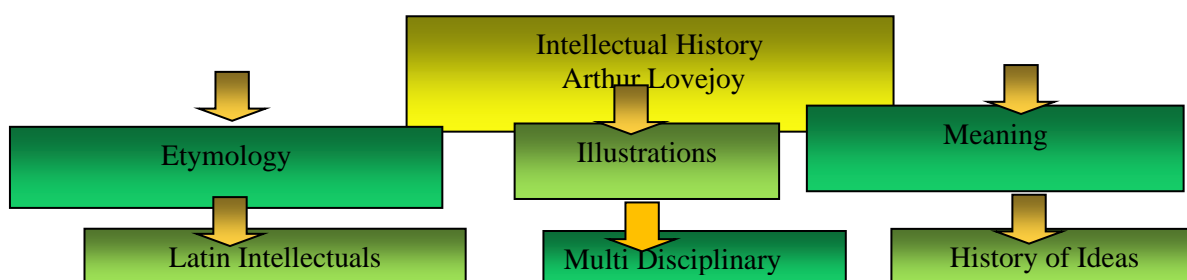 Intellectual History
Arthur Lovejoy
Etymology
Illustrations
Meaning
Latin Intellectuals
Multi Disciplinary
History of Ideas